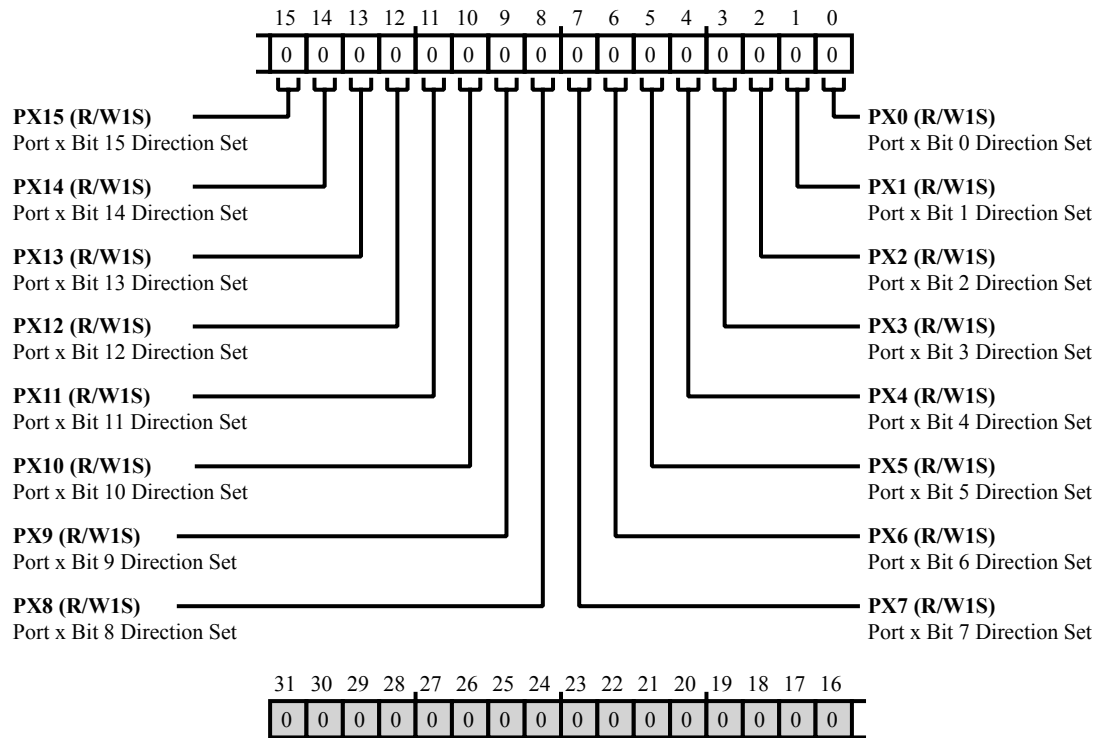 15 14 13 12 11 10 9 8 7 6 5 4 3 2 1 0
0 0 0 0 0 0 0 0 0 0 0 0 0 0 0 0
PX15 (R/W1S)
Port x Bit 15 Direction Set
PX14 (R/W1S)
Port x Bit 14 Direction Set
PX13 (R/W1S)
Port x Bit 13 Direction Set
PX12 (R/W1S)
Port x Bit 12 Direction Set
PX11 (R/W1S)
Port x Bit 11 Direction Set
PX10 (R/W1S)
Port x Bit 10 Direction Set
PX9 (R/W1S)
Port x Bit 9 Direction Set
PX8 (R/W1S)
Port x Bit 8 Direction Set
PX0 (R/W1S)
Port x Bit 0 Direction Set
PX1 (R/W1S)
Port x Bit 1 Direction Set
PX2 (R/W1S)
Port x Bit 2 Direction Set
PX3 (R/W1S)
Port x Bit 3 Direction Set
PX4 (R/W1S)
Port x Bit 4 Direction Set
PX5 (R/W1S)
Port x Bit 5 Direction Set
PX6 (R/W1S)
Port x Bit 6 Direction Set
PX7 (R/W1S)
Port x Bit 7 Direction Set
31 30 29 28 27 26 25 24 23 22 21 20 19 18 17 16
0 0 0 0 0 0 0 0 0 0 0 0 0 0 0 0